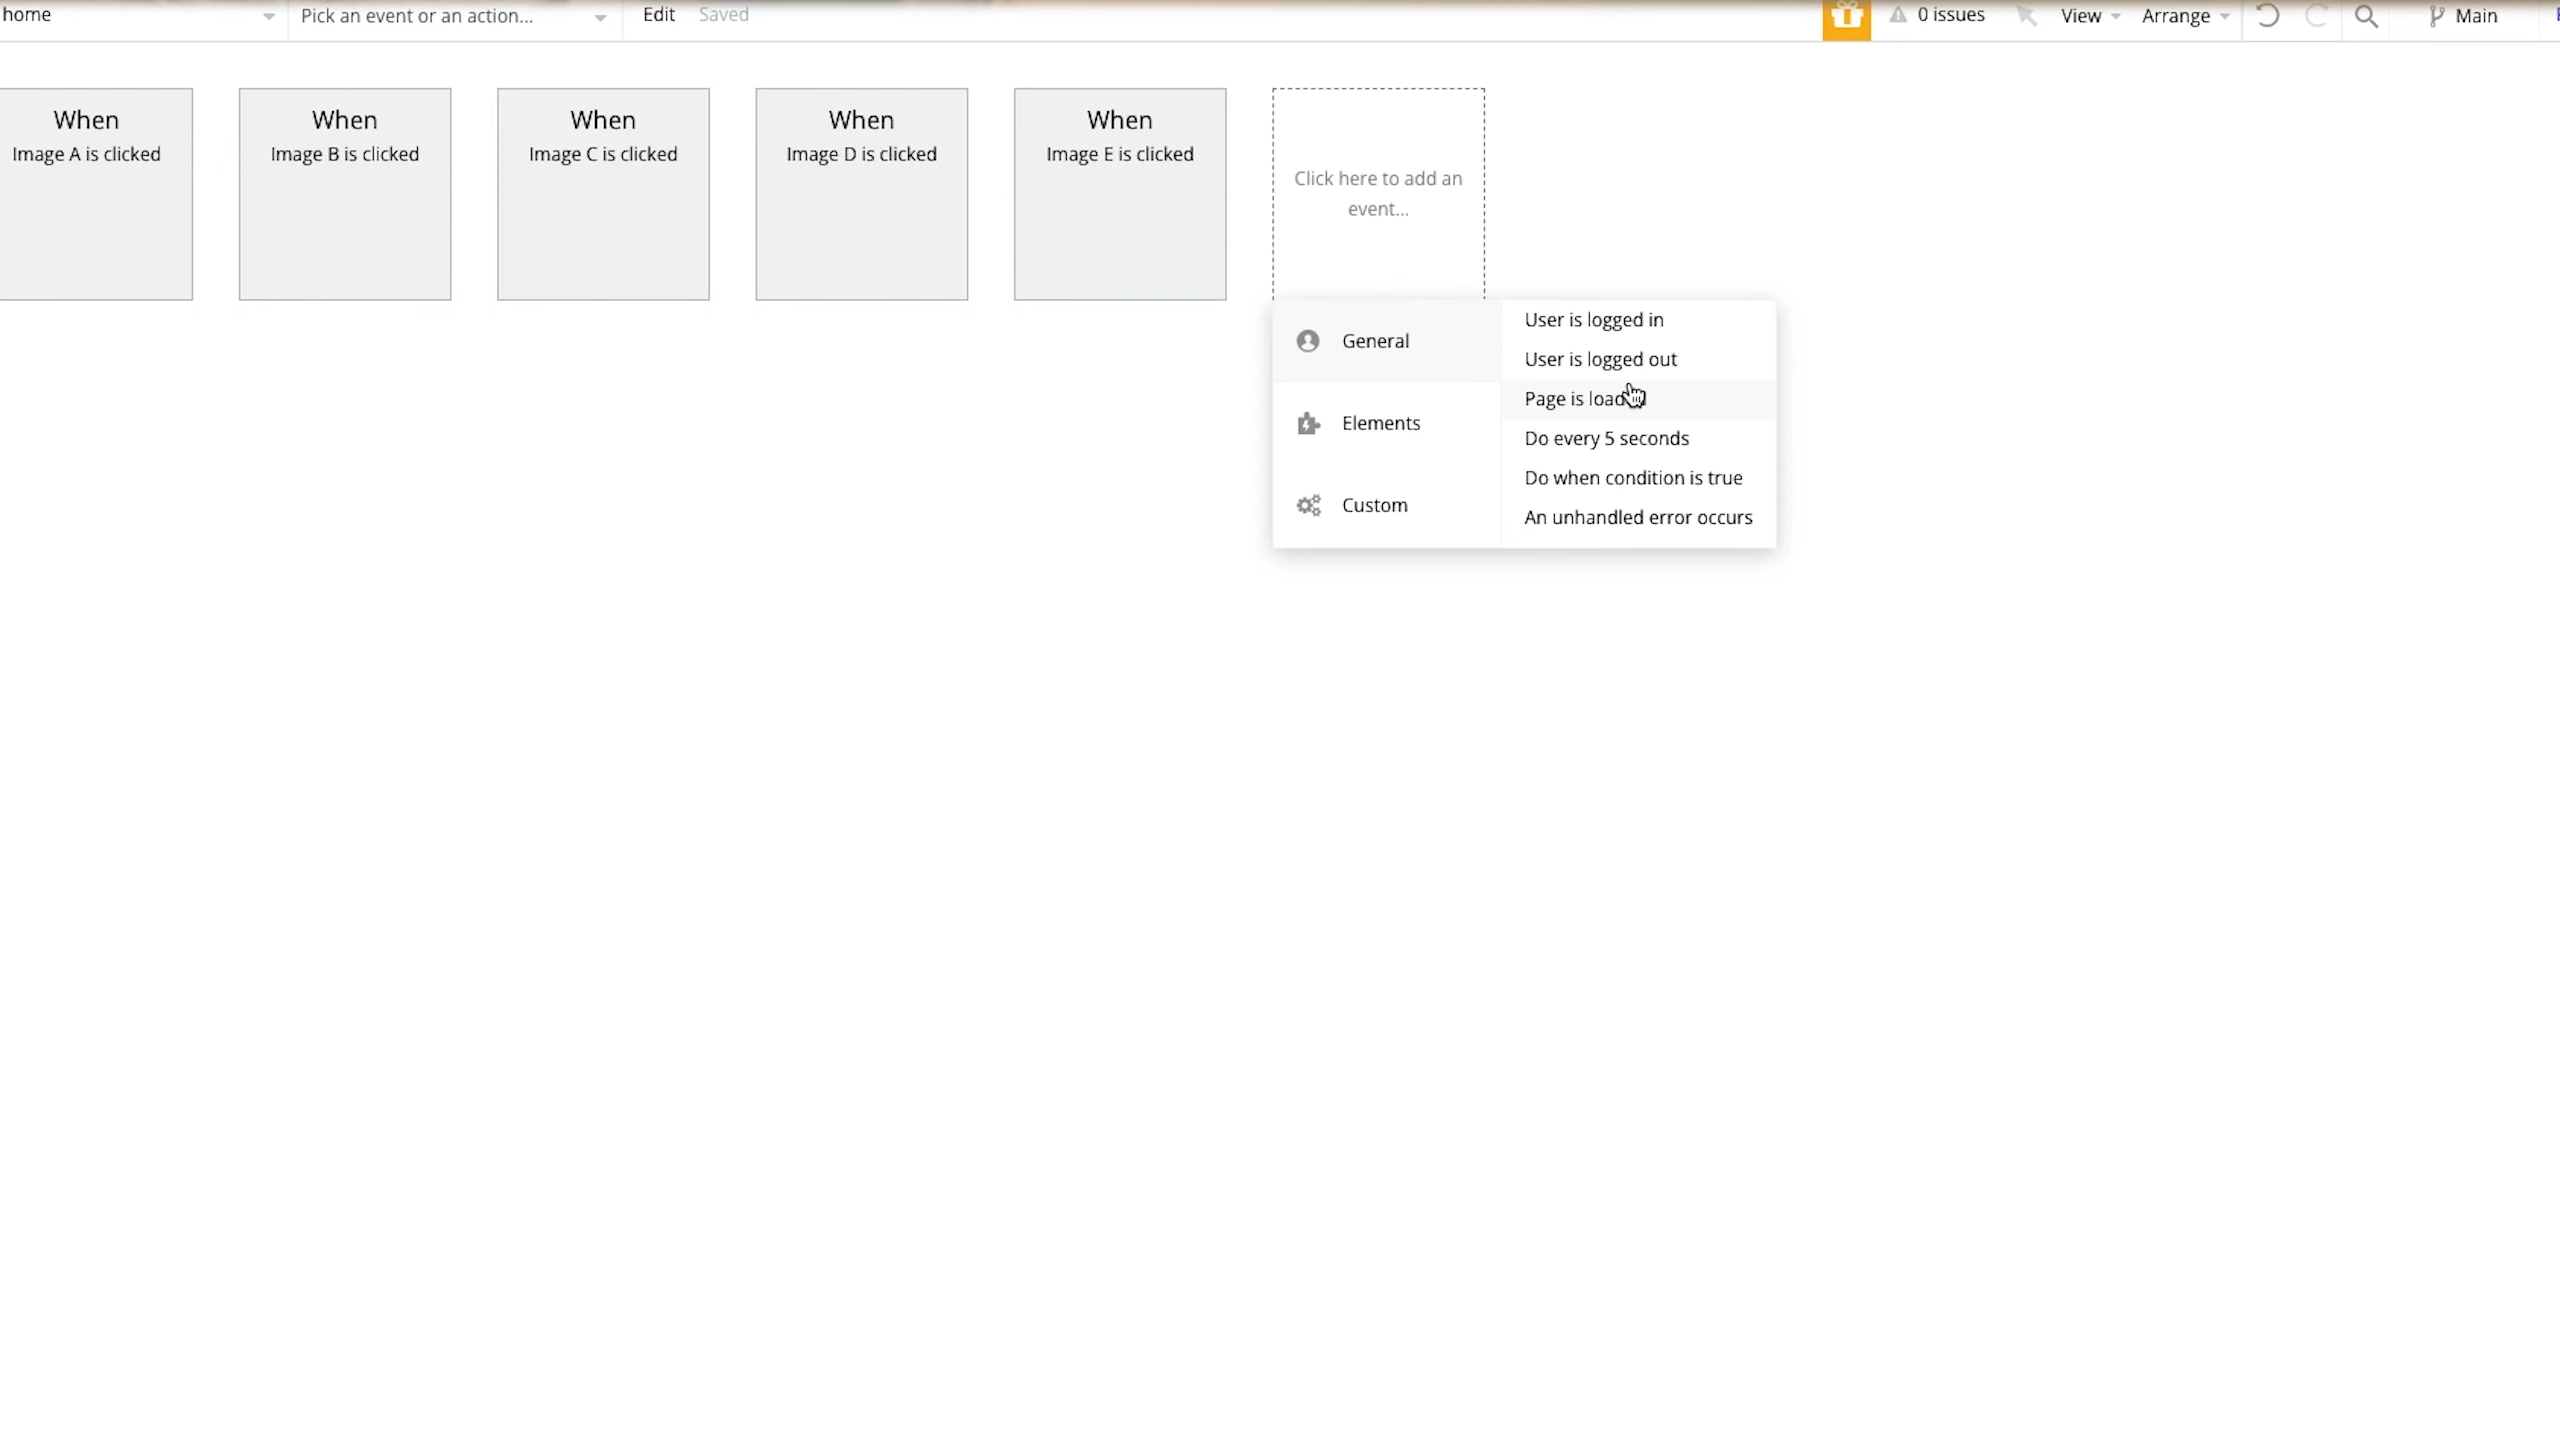 home
Pick an event or an action...
Edit
Saved
0 issues
View
Arrange
Main
When
Image A is clicked
When
Image B is clicked
When
Image C is clicked
When
Image D is clicked
When
Image E is clicked
Click here to add an
event...
General
Elements
Custom
User is logged in
User is logged out
Page is
Do every 5 seconds
Do when condition is true
An unhandled error occurs